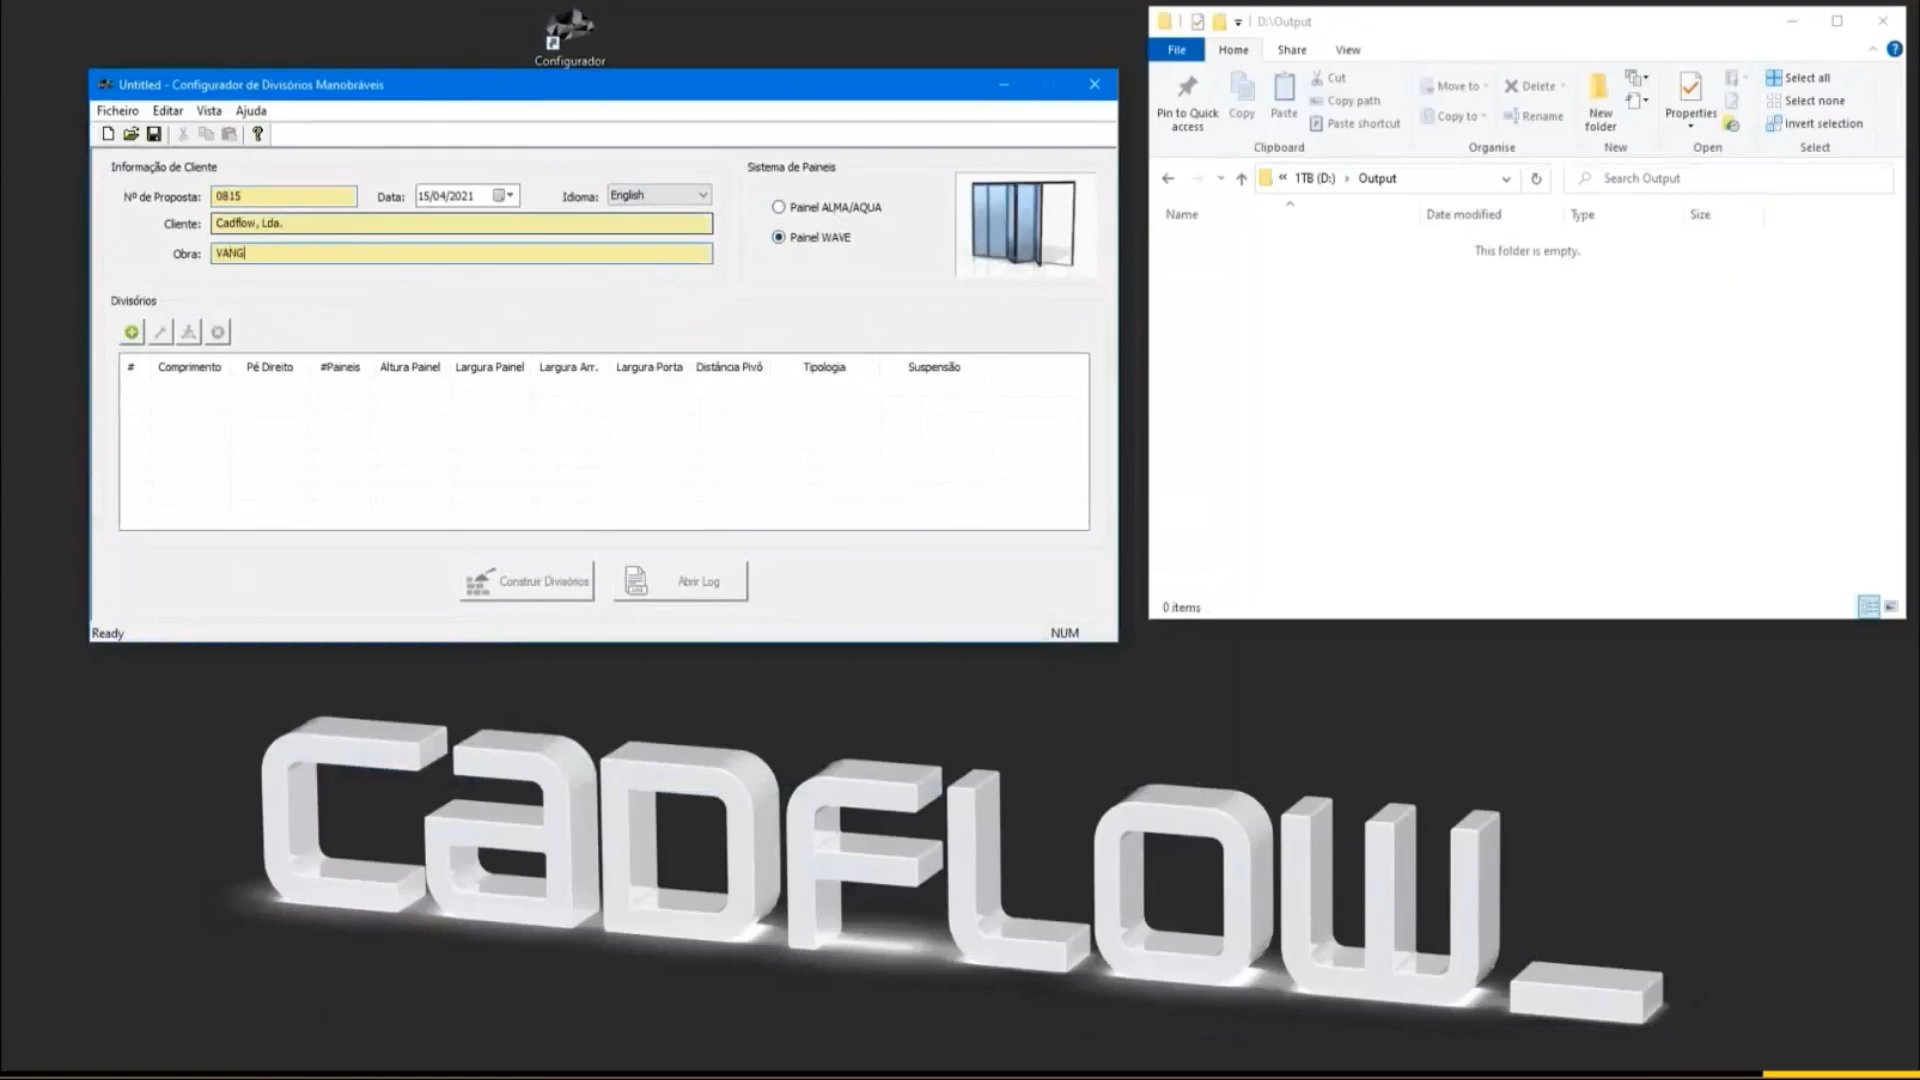 Configurador
Untitled - Configurador de Divisórios Manobráveis
Ficheiro Editar Vista Ajuda
Informação de Cliente
Nº de Proposta: 0815 Data: 15/04/2021 Idioma: English
Cliente: Cadflow, Lda.
Obra: VANG
Sistema de Paineis
Painel ALMA/AQUA
Painel WAVE
Divisórios
# Comprimento Pé Direito #Paineis Altura Painel Largura Painel Largura Arr. Largura Porta Distância Pivô Tipologia Suspensão
Construir Divisórios Abrir Log
Ready NUM
D:\Output
File Home Share View
Pin to Quick access
Copy
Paste
Cut
Copy path
Paste shortcut
Clipboard
Move to
Copy to
Delete
Rename
Organise
New folder
New
Properties
Open
Select all
Select none
Invert selection
Select
« 1TB (D:) › Output
Search Output
Name Date modified Type Size
This folder is empty.
0 items
CADFLOW_